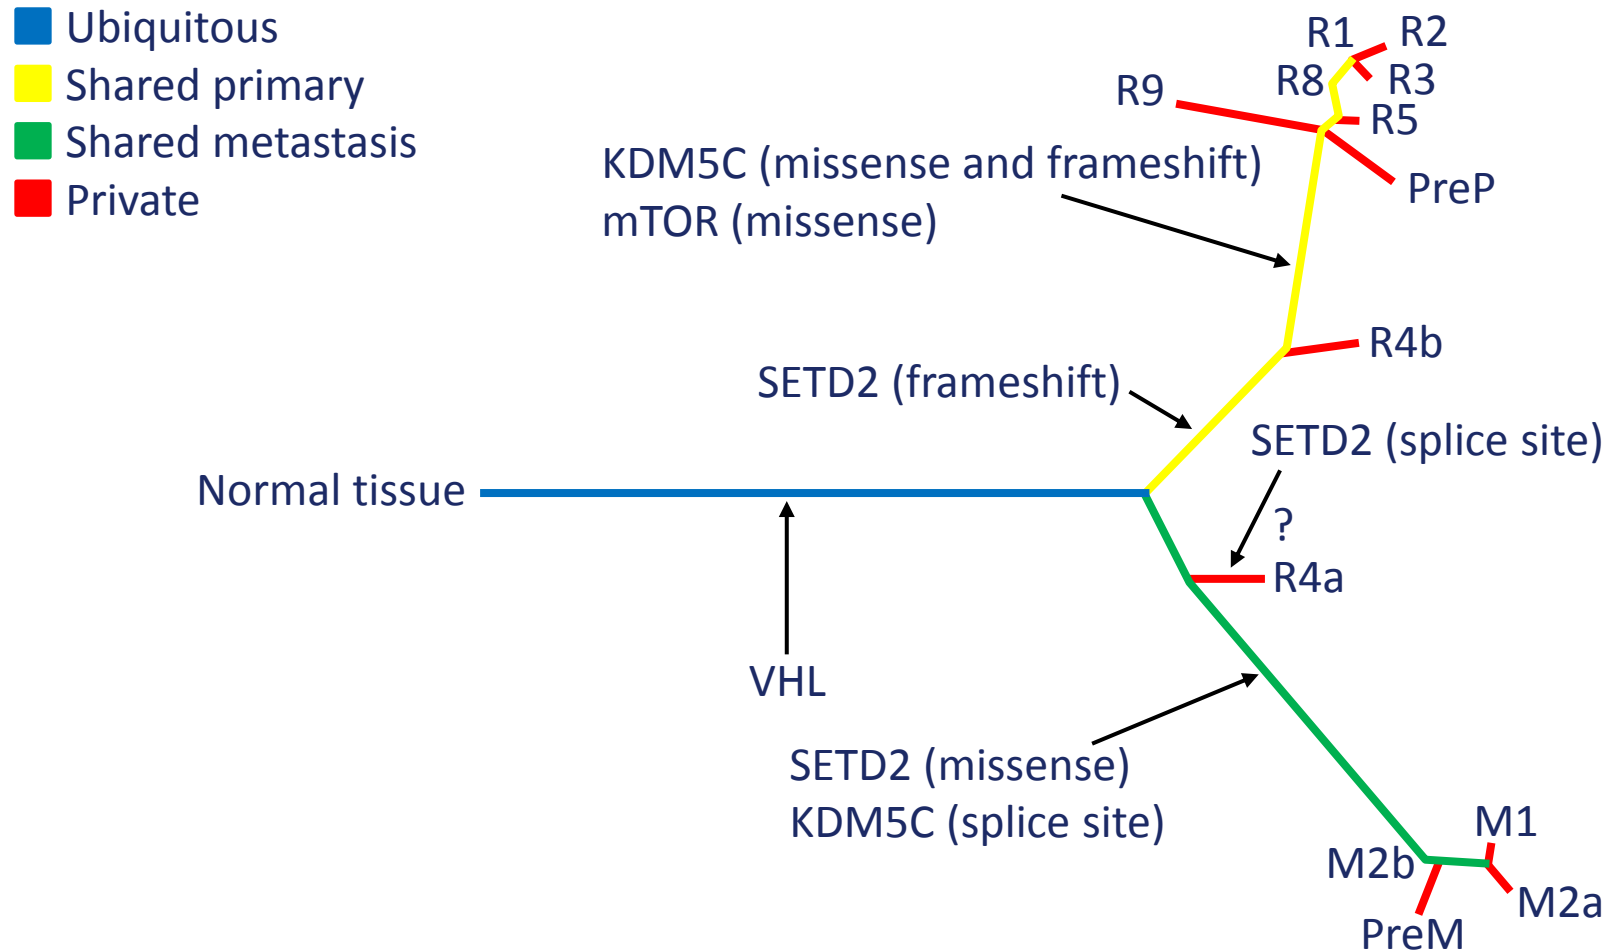 Ubiquitous
Shared primary
Shared metastasis
Private
R1
R2
R8
R3
R9
R5
KDM5C (missense and frameshift)
PreP
mTOR (missense)
R4b
SETD2 (frameshift)
SETD2 (splice site)
Normal tissue
?
R4a
VHL
SETD2 (missense)
KDM5C (splice site)
M1
M2b
M2a
PreM